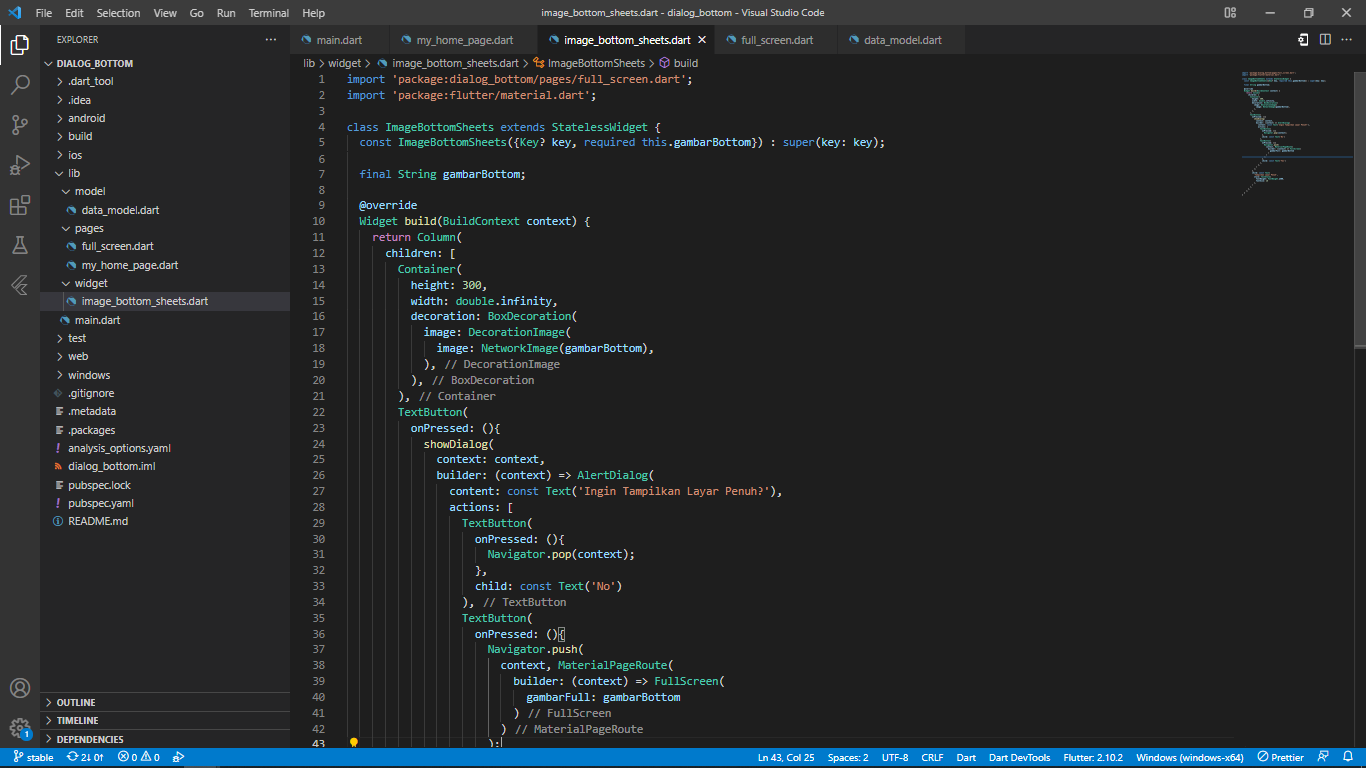 File Edit Selection View Go Run Terminal Help
image_bottom_sheets.dart - dialog_bottom - Visual Studio Code
EXPLORER
DIALOG_BOTTOM
.dart_tool
.idea
android
build
ios
lib
model
data_model.dart
pages
full_screen.dart
my_home_page.dart
widget
image_bottom_sheets.dart
main.dart
test
web
windows
.gitignore
.metadata
.packages
analysis_options.yaml
dialog_bottom.iml
pubspec.lock
pubspec.yaml
README.md
OUTLINE
TIMELINE
DEPENDENCIES
main.dart my_home_page.dart image_bottom_sheets.dart full_screen.dart data_model.dart
lib > widget > image_bottom_sheets.dart > ImageBottomSheets > build
1 import 'package:dialog_bottom/pages/full_screen.dart';
2 import 'package:flutter/material.dart';
3
4 class ImageBottomSheets extends StatelessWidget {
5 const ImageBottomSheets({Key? key, required this.gambarBottom}) : super(key: key);
6
7 final String gambarBottom;
8
9 @override
10 Widget build(BuildContext context) {
11 return Column(
12 children: [
13 Container(
14 height: 300,
15 width: double.infinity,
16 decoration: BoxDecoration(
17 image: DecorationImage(
18 image: NetworkImage(gambarBottom),
19 ), // DecorationImage
20 ), // BoxDecoration
21 ), // Container
22 TextButton(
23 onPressed: (){
24 showDialog(
25 context: context,
26 builder: (context) => AlertDialog(
27 content: const Text('Ingin Tampilkan Layar Penuh?'),
28 actions: [
29 TextButton(
30 onPressed: (){
31 Navigator.pop(context);
32 },
33 child: const Text('No')
34 ), // TextButton
35 TextButton(
36 onPressed: (){
37 Navigator.push(
38 context, MaterialPageRoute(
39 builder: (context) => FullScreen(
40 gambarFull: gambarBottom
41 ) // FullScreen
42 ) // MaterialPageRoute
43 );
1
stable 2↓ 0↑ 0 0 Ln 43, Col 25 Spaces: 2 UTF-8 CRLF Dart Dart DevTools Flutter: 2.10.2 Windows (windows-x64) Prettier